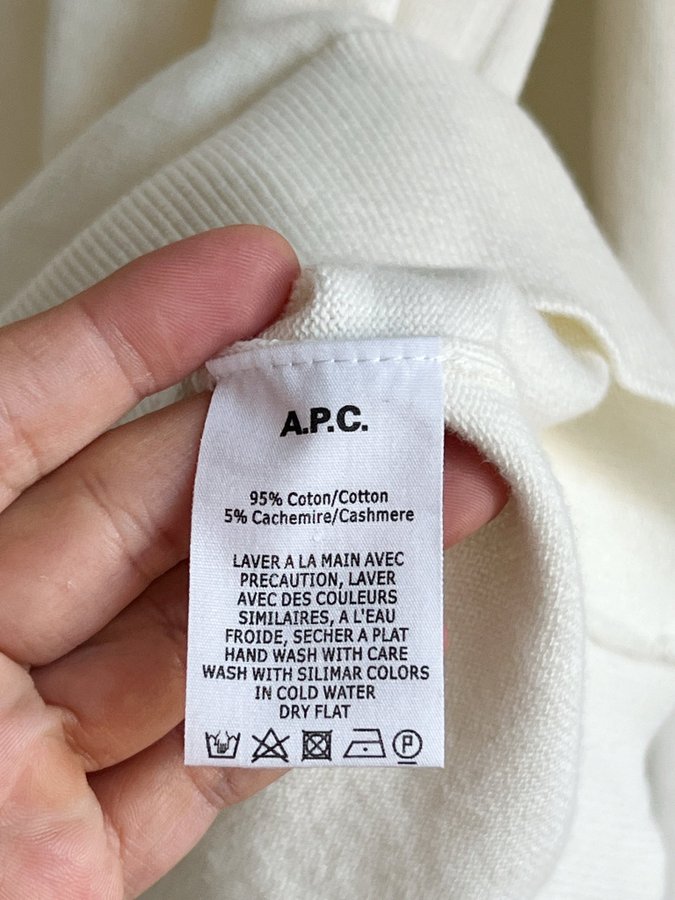 A.P.C.
95% Coton/Cotton
5% Cachemire/Cashmere
LAVER A LA MAIN AVEC
PRECAUTION, LAVER
AVEC DES COULEURS
SIMILAIRES, A L'EAU
FROIDE, SECHER A PLAT
HAND WASH WITH CARE
WASH WITH SILIMAR COLORS
IN COLD WATER
DRY FLAT
P